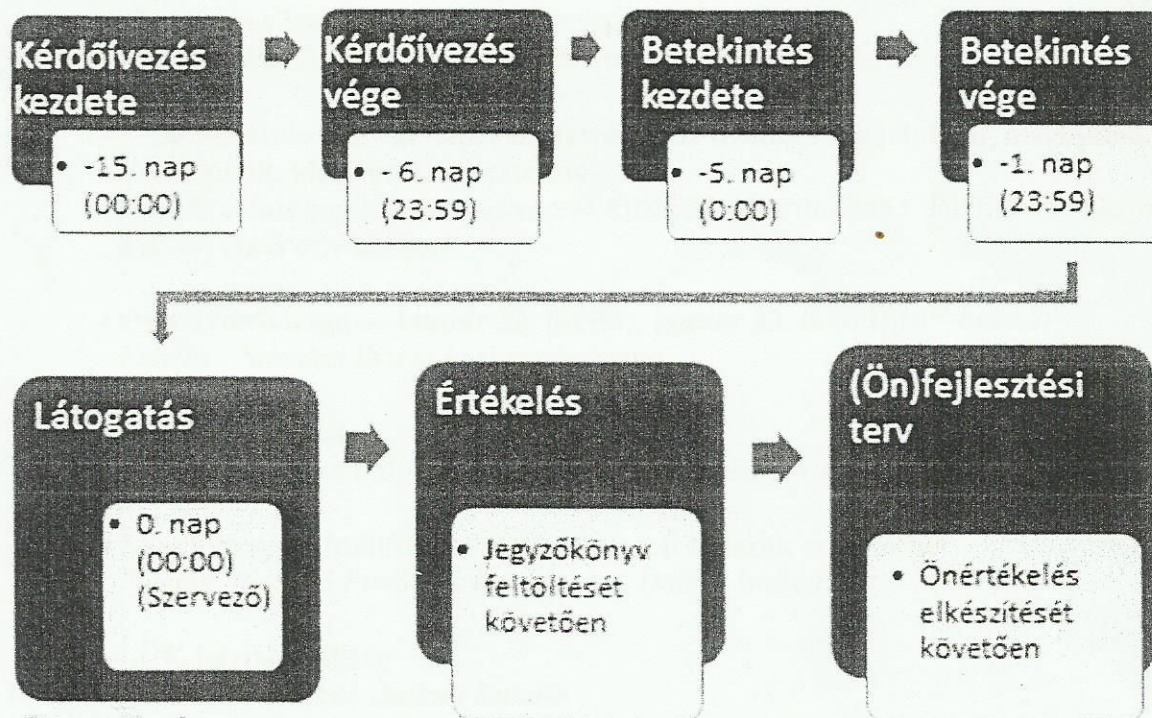 Kérdőívezés
kezdete
• -15. nap
(00:00)
Kérdőívezés
vége
• - 6. nap
(23:59)
Betekintés
kezdete
• -5. nap
(0:00)
Betekintés
vége
• -1. nap
(23:59)
Látogatás
• 0. nap
(00:00)
(Szervező)
Értékelés
• Jegyzőkönyv
feltöltését
követően
(Ön)fejlesztési
terv
• Önértékelés
elkészítését
követően